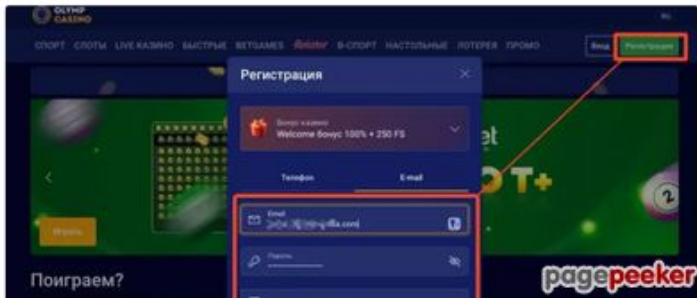 OLYMP
CASINO
СПОРТ СЛОТЫ LIVE КАЗИНО БЫСТРЫЕ BETGAMES Aviator В-СПОРТ НАСТОЛЬНЫЕ ЛОТЕРЕЯ ПРОМО Вход Регистрация
Регистрация
Бонус казино
Welcome бонус 100% + 250 FS
Телефон E-mail
Email
Пароль
Играть
2
Поиграем?
pagepeeker